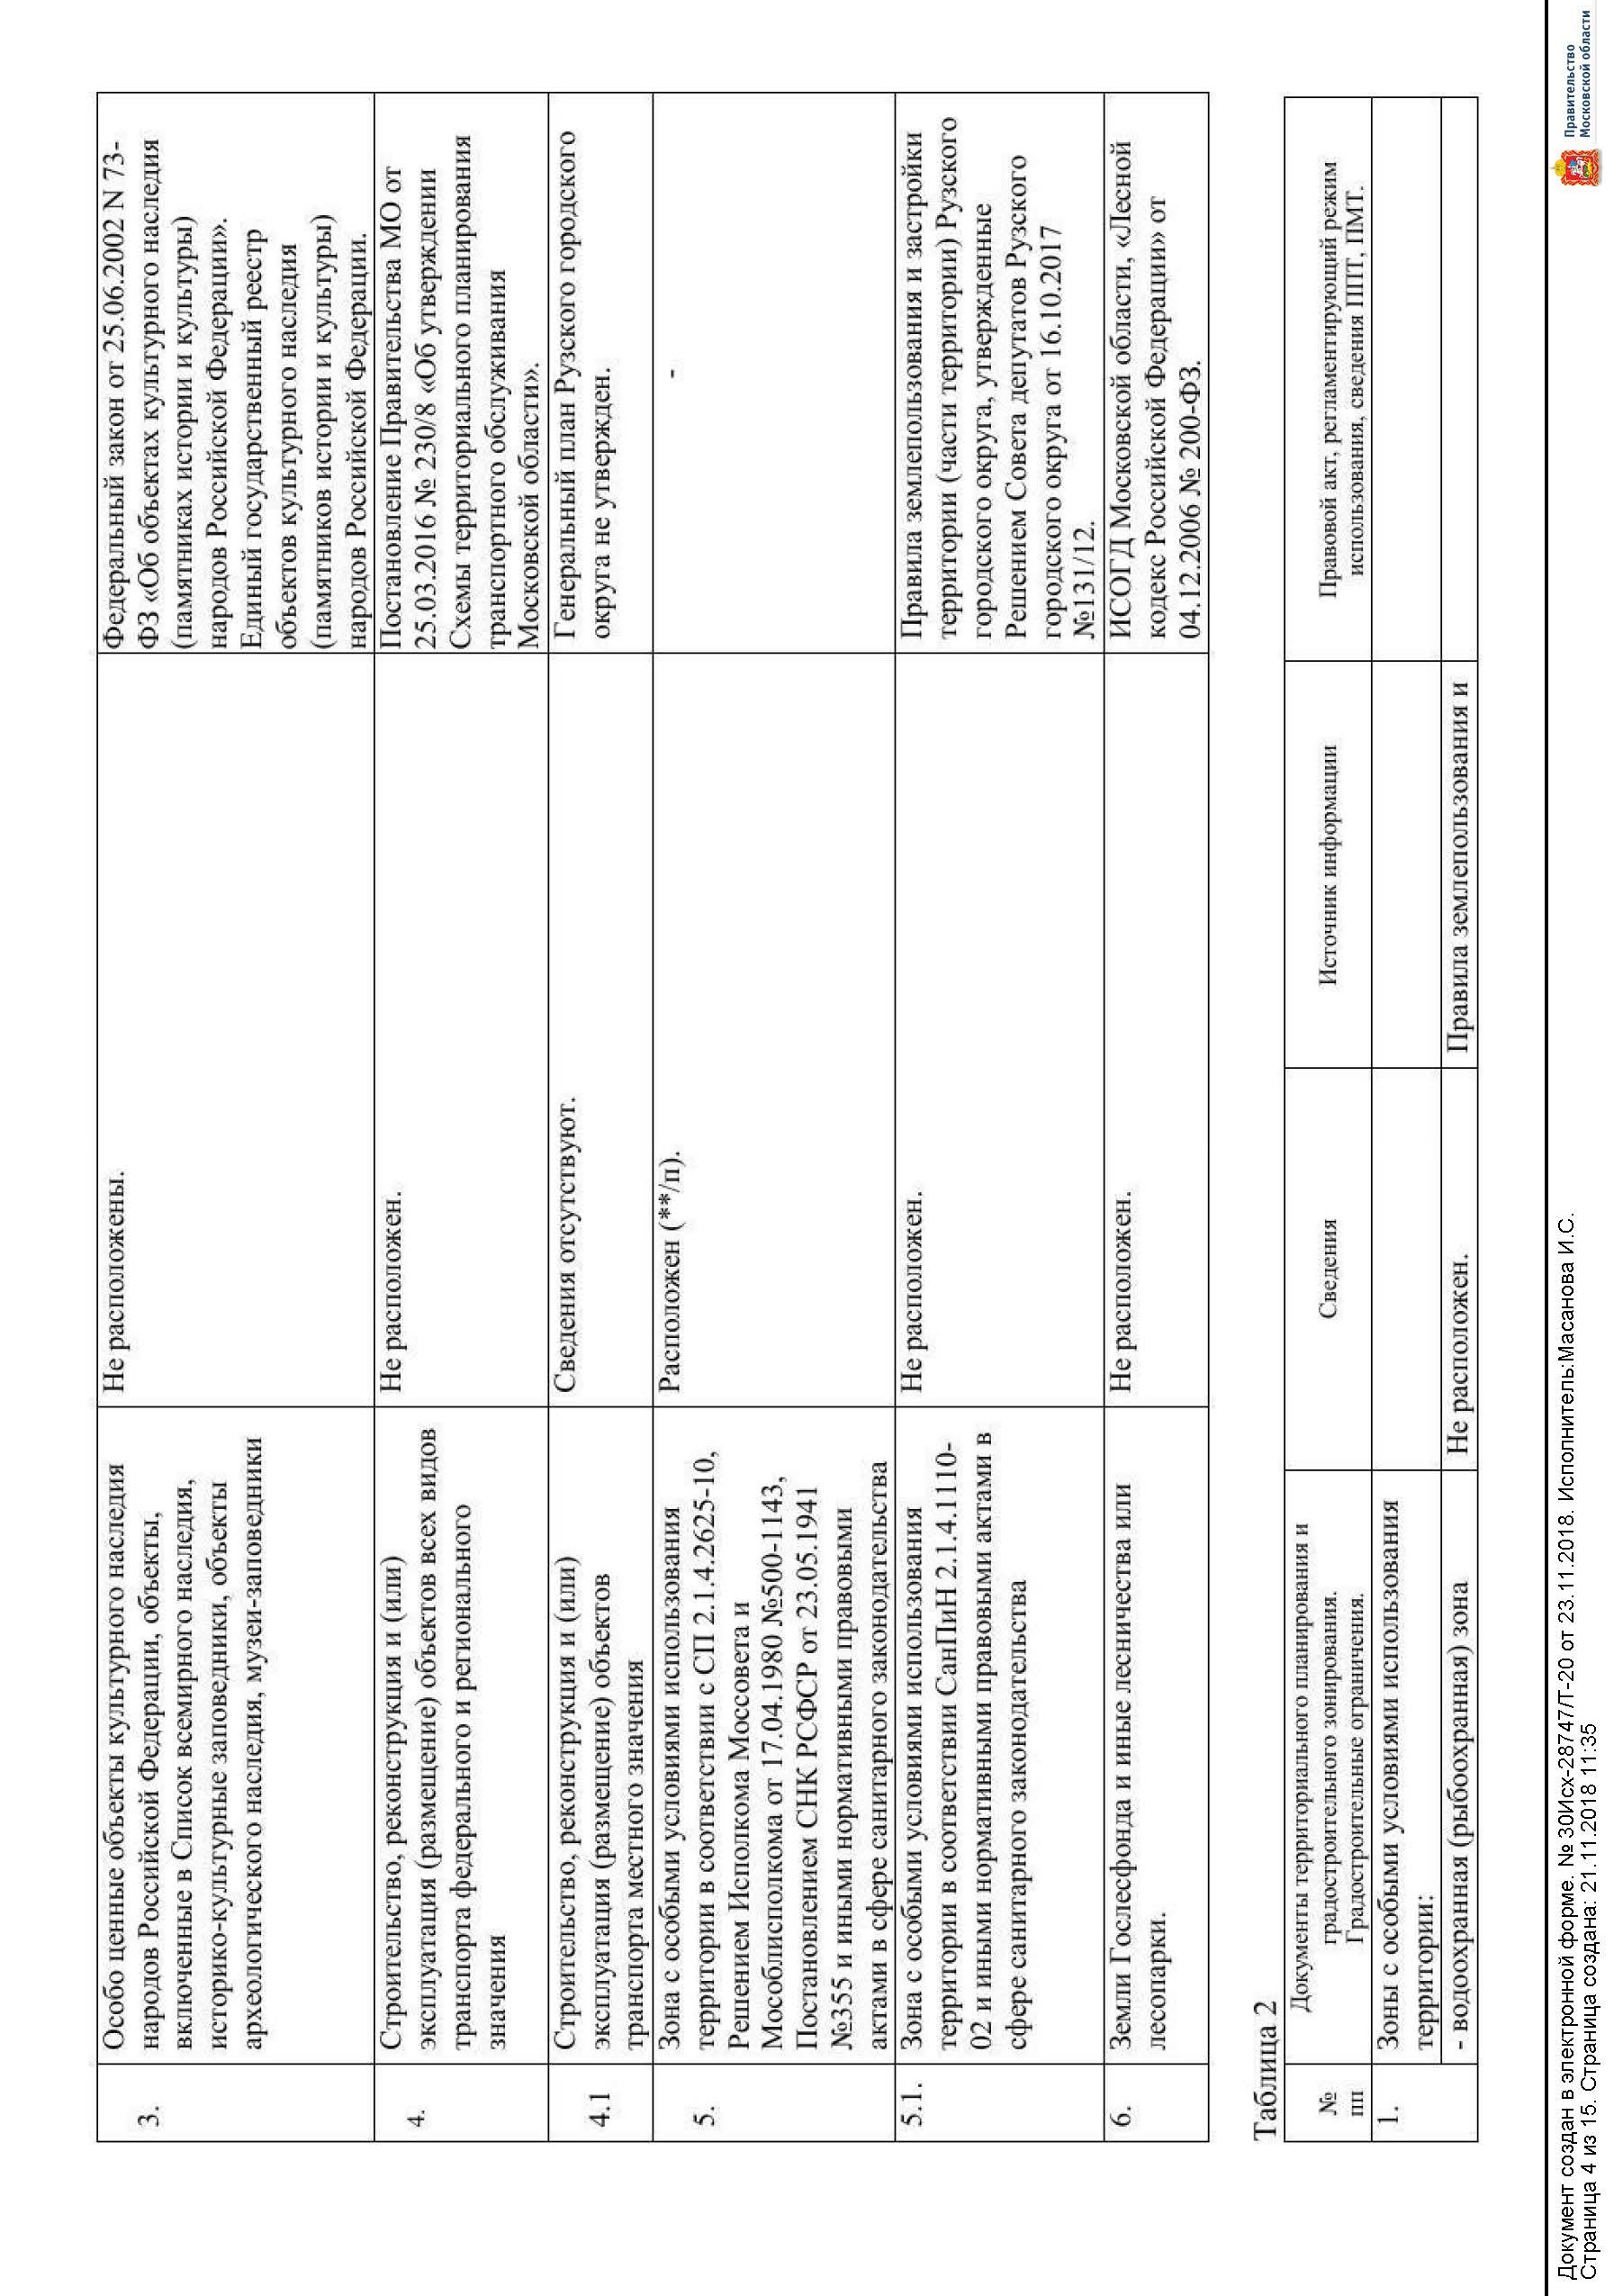 3.
Особо ценные объекты культурного наследия
народов Российской Федерации, объекты,
включенные в Список всемирного наследия,
историко-культурные заповедники, объекты
археологического наследия, музеи-заповедники
Не расположены.
Федеральный закон от 25.06.2002 N 73-
ФЗ «Об объектах культурного наследия
(памятниках истории и культуры)
народов Российской Федерации».
Единый государственный реестр
объектов культурного наследия
(памятников истории и культуры)
народов Российской Федерации.
4.
Строительство, реконструкция и (или)
эксплуатация (размещение) объектов всех видов
транспорта федерального и регионального
значения
Не расположен.
Постановление Правительства МО от
25.03.2016 № 230/8 «Об утверждении
Схемы территориального планирования
транспортного обслуживания
Московской области».
4.1
Строительство, реконструкция и (или)
эксплуатация (размещение) объектов
транспорта местного значения
Сведения отсутствуют.
Генеральный план Рузского городского
округа не утвержден.
5.
Зона с особыми условиями использования
территории в соответствии с СП 2.1.4.2625-10,
Решением Исполкома Моссовета и
Мособлисполкома от 17.04.1980 №500-1143,
Постановлением СНК РСФСР от 23.05.1941
№355 и иными нормативными правовыми
актами в сфере санитарного законодательства
Расположен (**/п).
-
5.1.
Зона с особыми условиями использования
территории в соответствии СанПиН 2.1.4.1110-
02 и иными нормативными правовыми актами в
сфере санитарного законодательства
Не расположен.
Правила землепользования и застройки
территории (части территории) Рузского
городского округа, утвержденные
Решением Совета депутатов Рузского
городского округа от 16.10.2017
№131/12.
6.
Земли Гослесфонда и иные лесничества или
лесопарки.
Не расположен.
ИСОГД Московской области, «Лесной
кодекс Российской Федерации» от
04.12.2006 № 200-ФЗ.
Таблица 2
№
пп
Документы территориального планирования и
градостроительного зонирования.
Градостроительные ограничения.
Сведения
Источник информации
Правовой акт, регламентирующий режим
использования, сведения ППТ, ПМТ.
1.
Зоны с особыми условиями использования
территории:
- водоохранная (рыбоохранная) зона
Не расположен.
Правила землепользования и
Документ создан в электронной форме. № 30Исх-28747/Т-20 от 23.11.2018. Исполнитель:Масанова И.С.
Страница 4 из 15. Страница создана: 21.11.2018 11:35
Правительство
Московской области